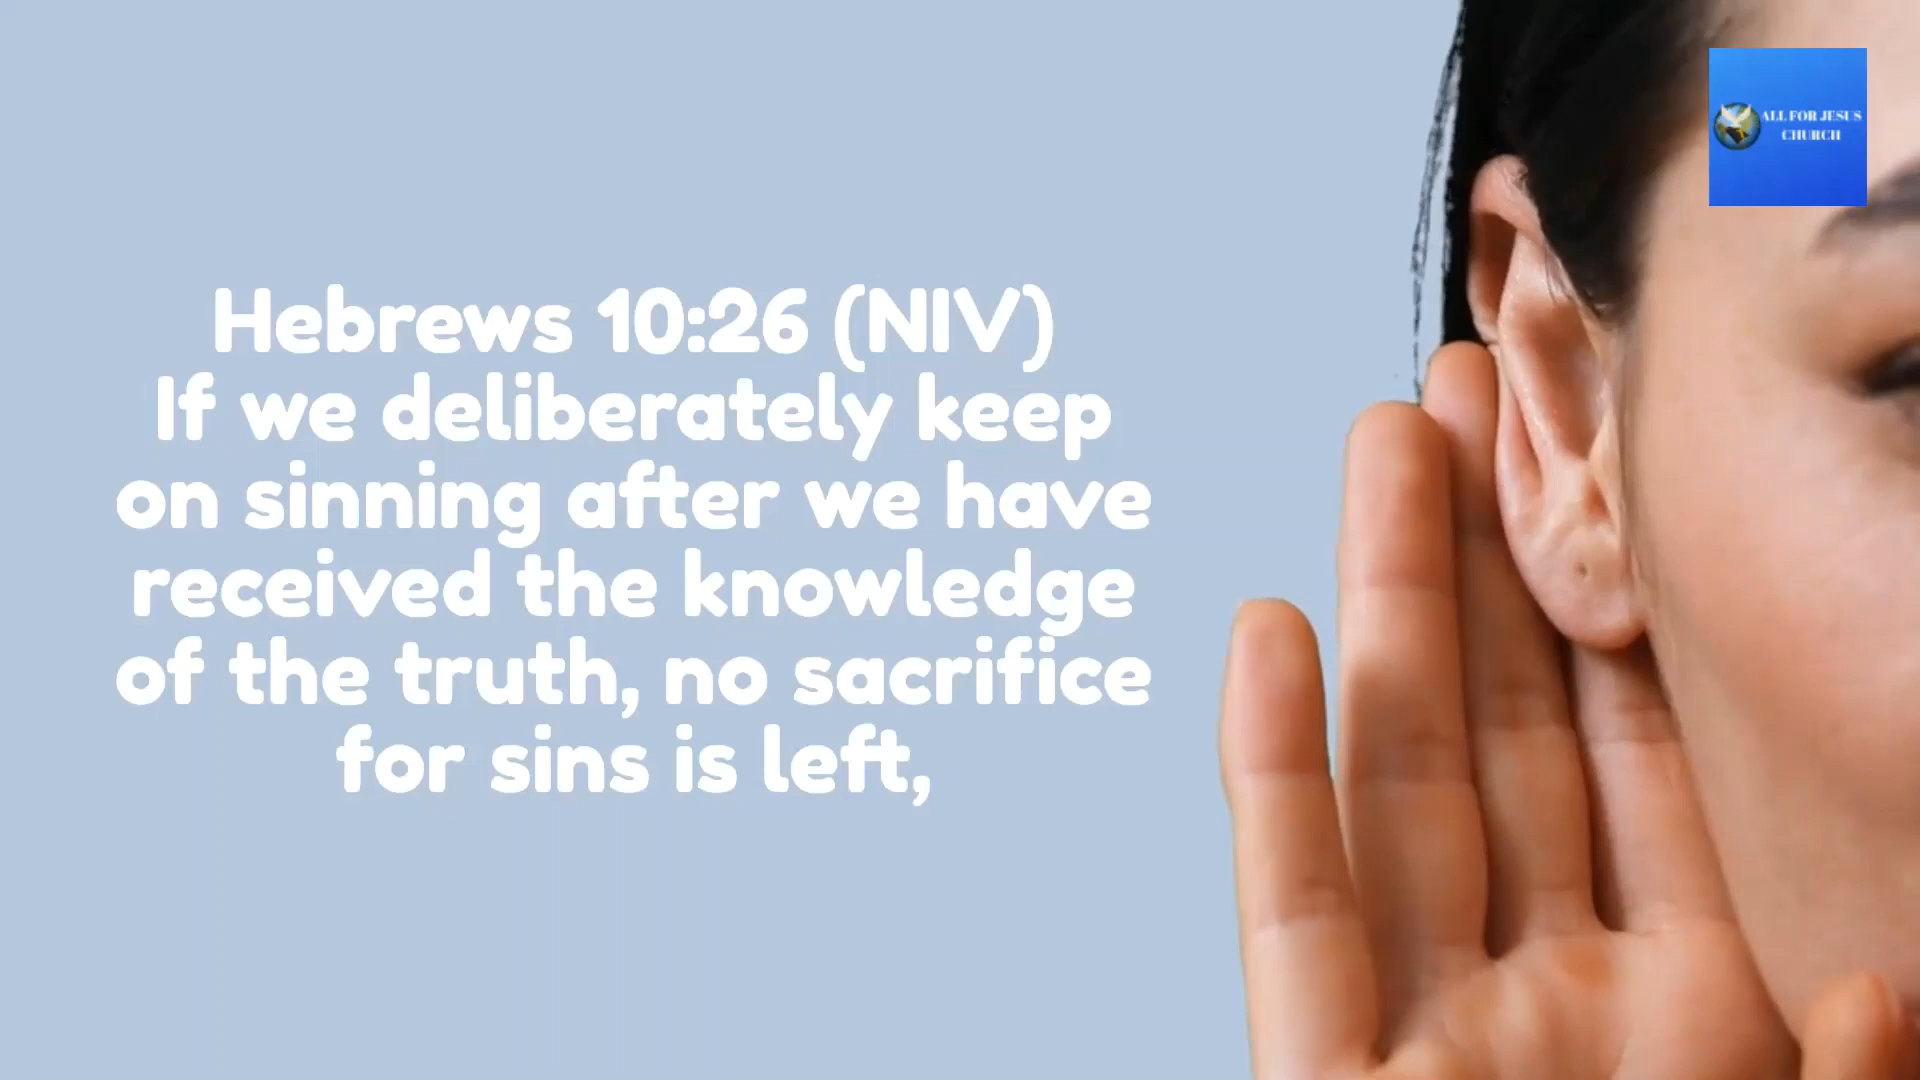 ALL FOR JESUS
CHURCH
Hebrews 10:26 (NIV)
If we deliberately keep
on sinning after we have
received the knowledge
of the truth, no sacrifice
for sins is left,